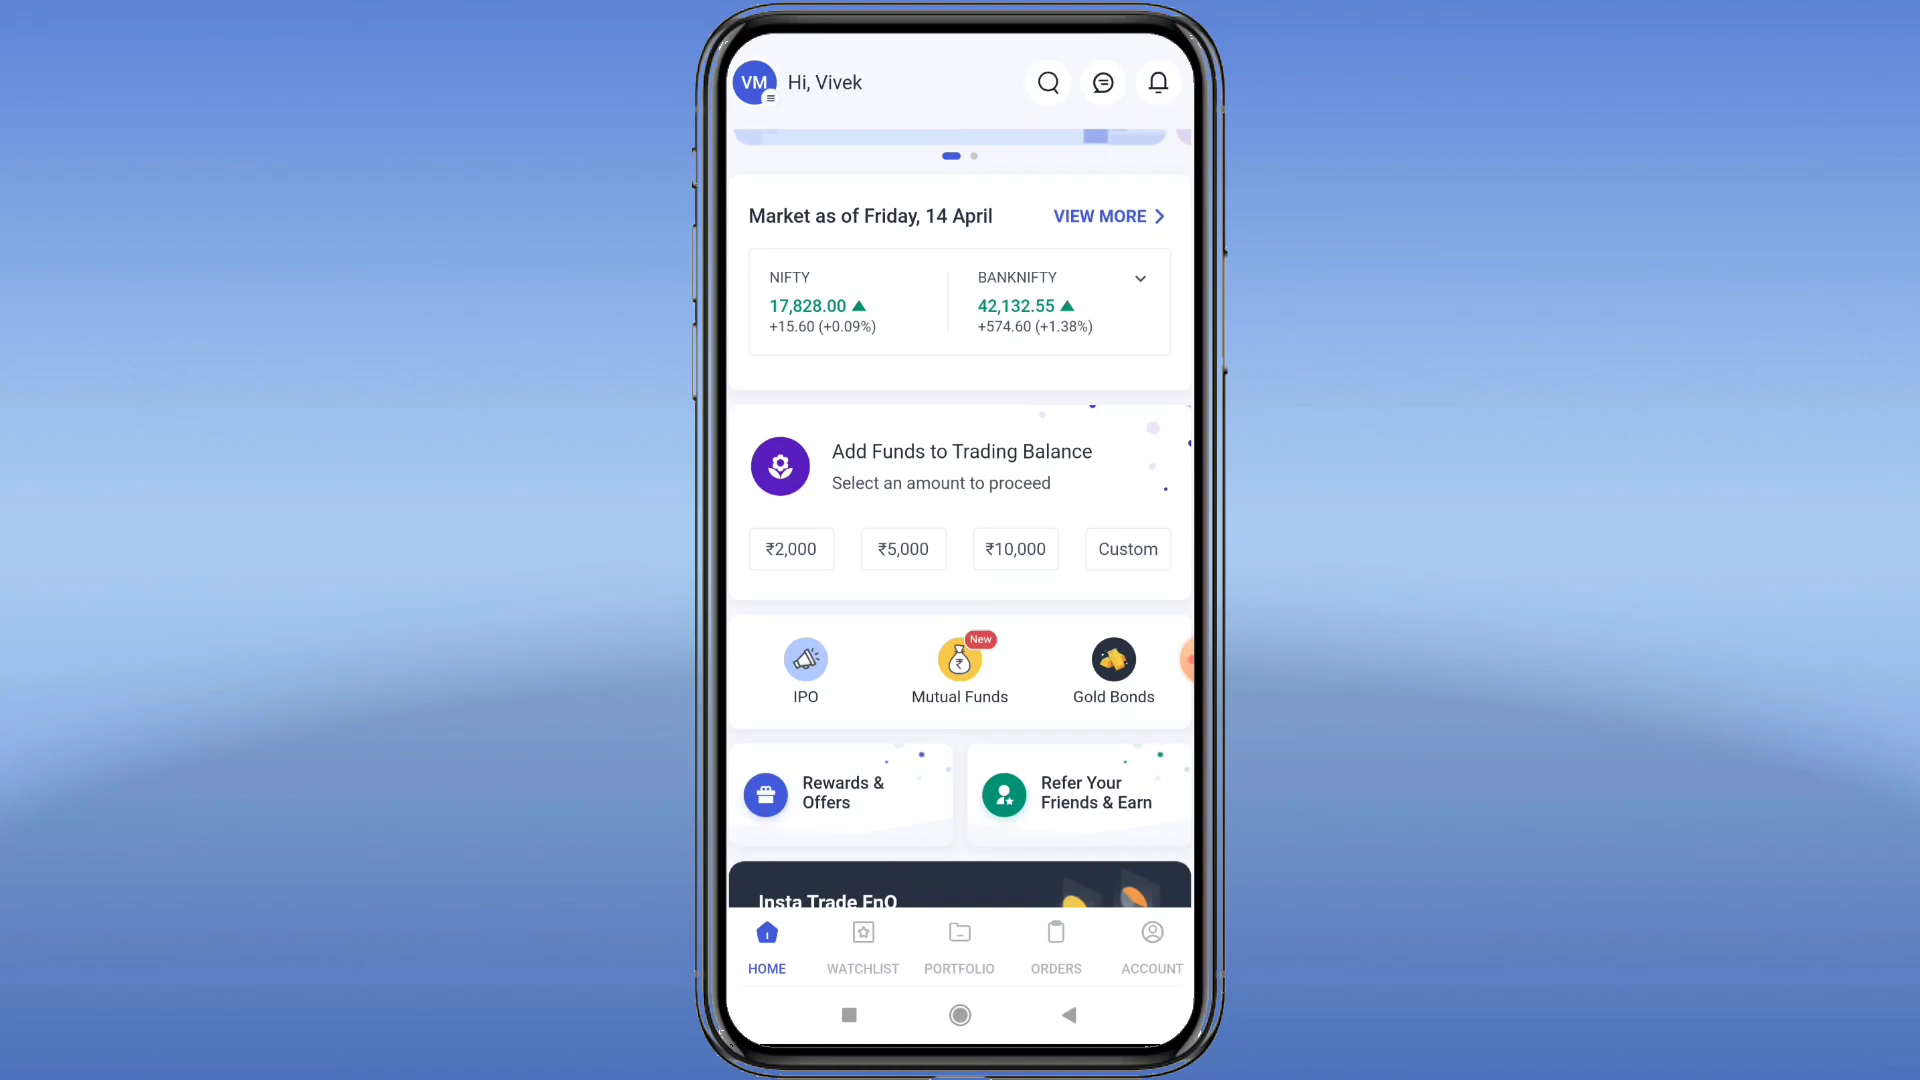 VM
Hi, Vivek
Market as of Friday, 14 April
VIEW MORE
NIFTY
17,828.00
+15.60 (+0.09%)
BANKNIFTY
42,132.55
+574.60 (+1.38%)
Add Funds to Trading Balance
Select an amount to proceed
₹2,000
₹5,000
₹10,000
Custom
IPO
New
₹
Mutual Funds
Gold Bonds
Rewards &
Offers
Refer Your
Friends & Earn
Insta Trade FnO
HOME
WATCHLIST
PORTFOLIO
ORDERS
ACCOUNT